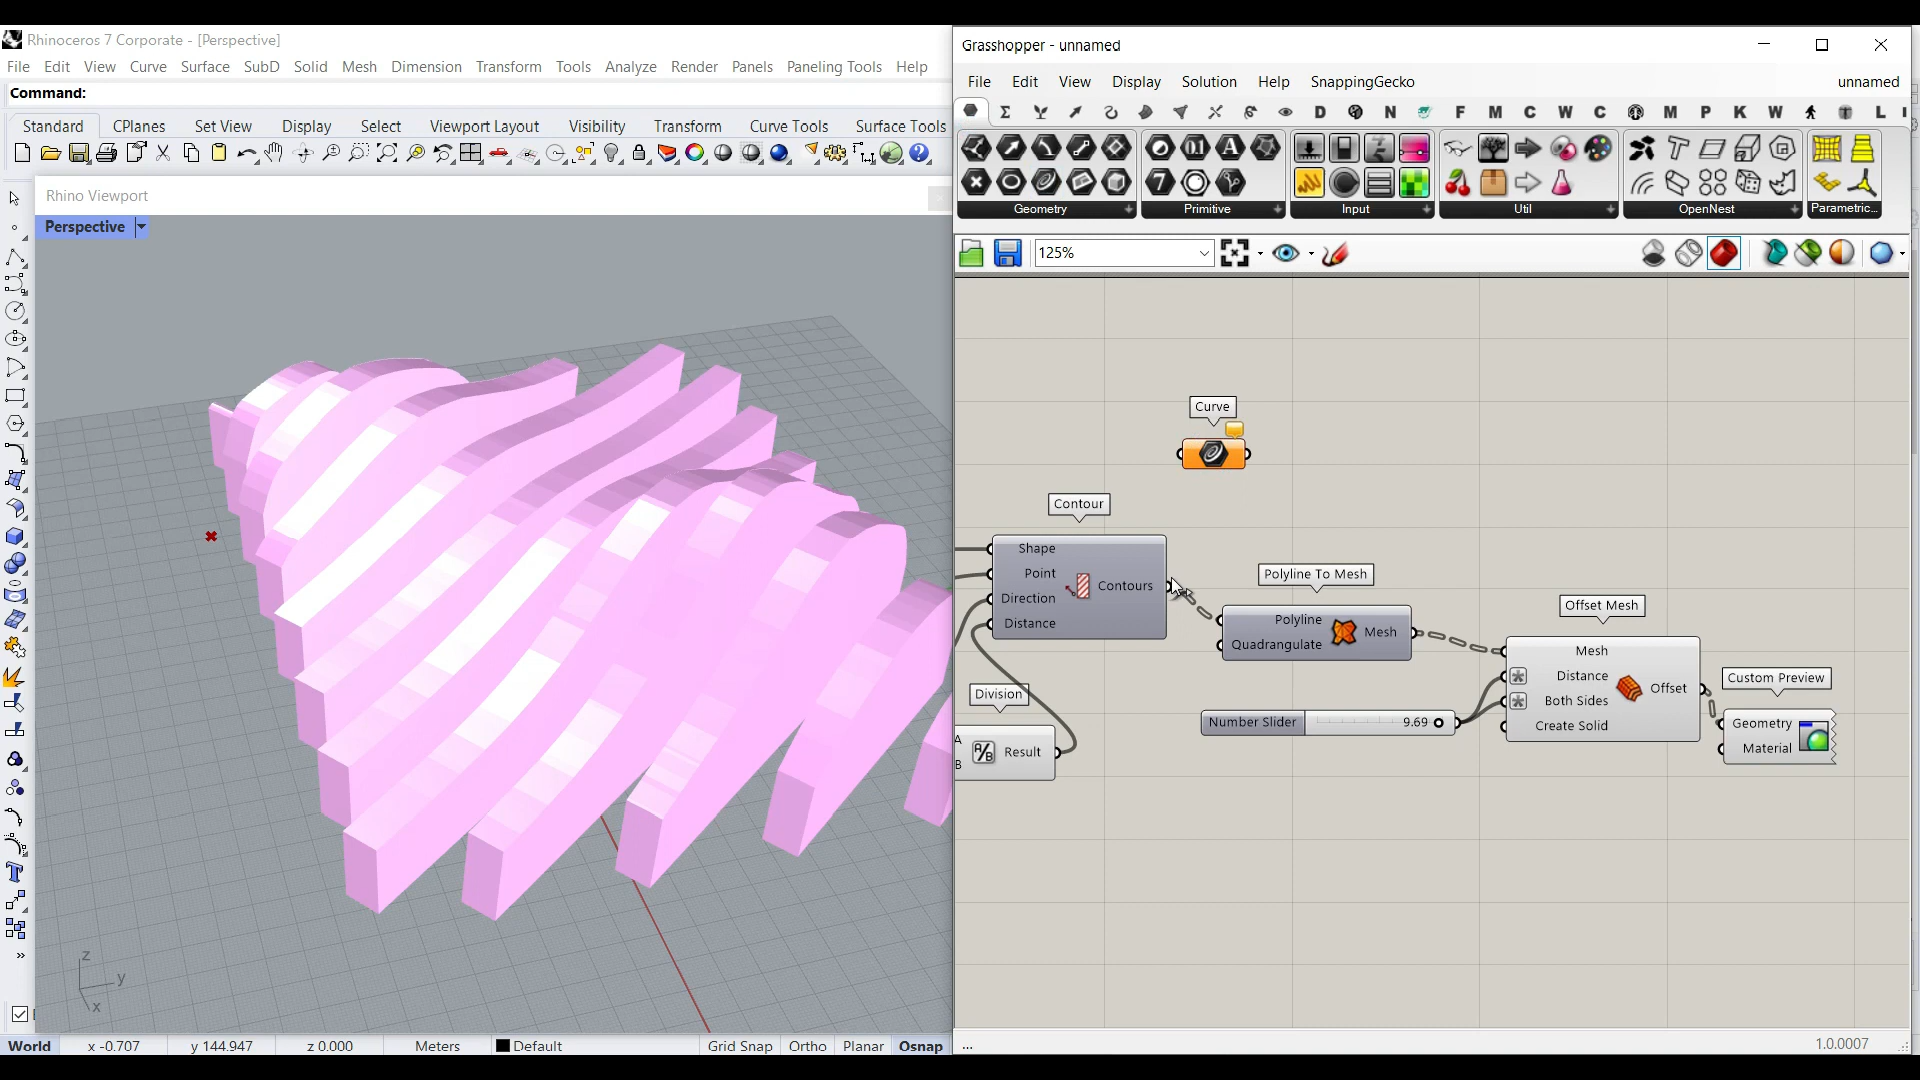 Rhinoceros 7 Corporate - [Perspective]
File Edit View Curve Surface SubD Solid Mesh Dimension Transform Tools Analyze Render Panels Paneling Tools Help
Command:
Standard CPlanes Set View Display Select Viewport Layout Visibility Transform Curve Tools Surface Tools
Rhino Viewport
Perspective
z
y
x
World x -0.707 y 144.947 z 0.000 Meters Default Grid Snap Ortho Planar Osnap
Grasshopper - unnamed
File Edit View Display Solution Help SnappingGecko unnamed
D N F M C W C M P K W L
Geometry Primitive Input Util OpenNest Parametric...
125%
Curve
Contour
Shape
Point
Direction
Distance
Contours
Polyline To Mesh
Polyline
Quadrangulate
Mesh
Offset Mesh
Mesh
Distance
Both Sides
Create Solid
Offset
Custom Preview
Geometry
Material
Division
A
B
A/B
Result
Number Slider 9.69
... 1.0.0007